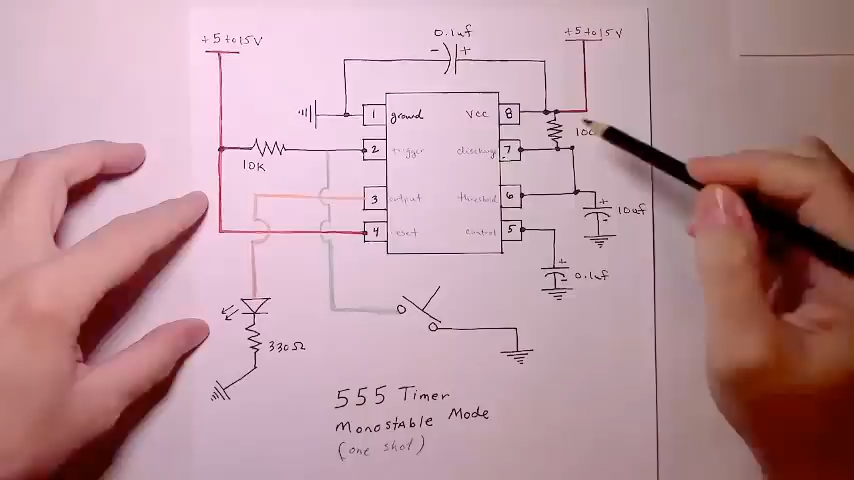 0.1uf
- +
+5 to 15V
+5 to 15V
1 ground
Vcc 8
2 trigger
discharge 7
10K
3 output
threshold 6
+
-
10uf
4 reset
control 5
+
-
0.1uf
330Ω
555 Timer
Monostable Mode
(one shot)